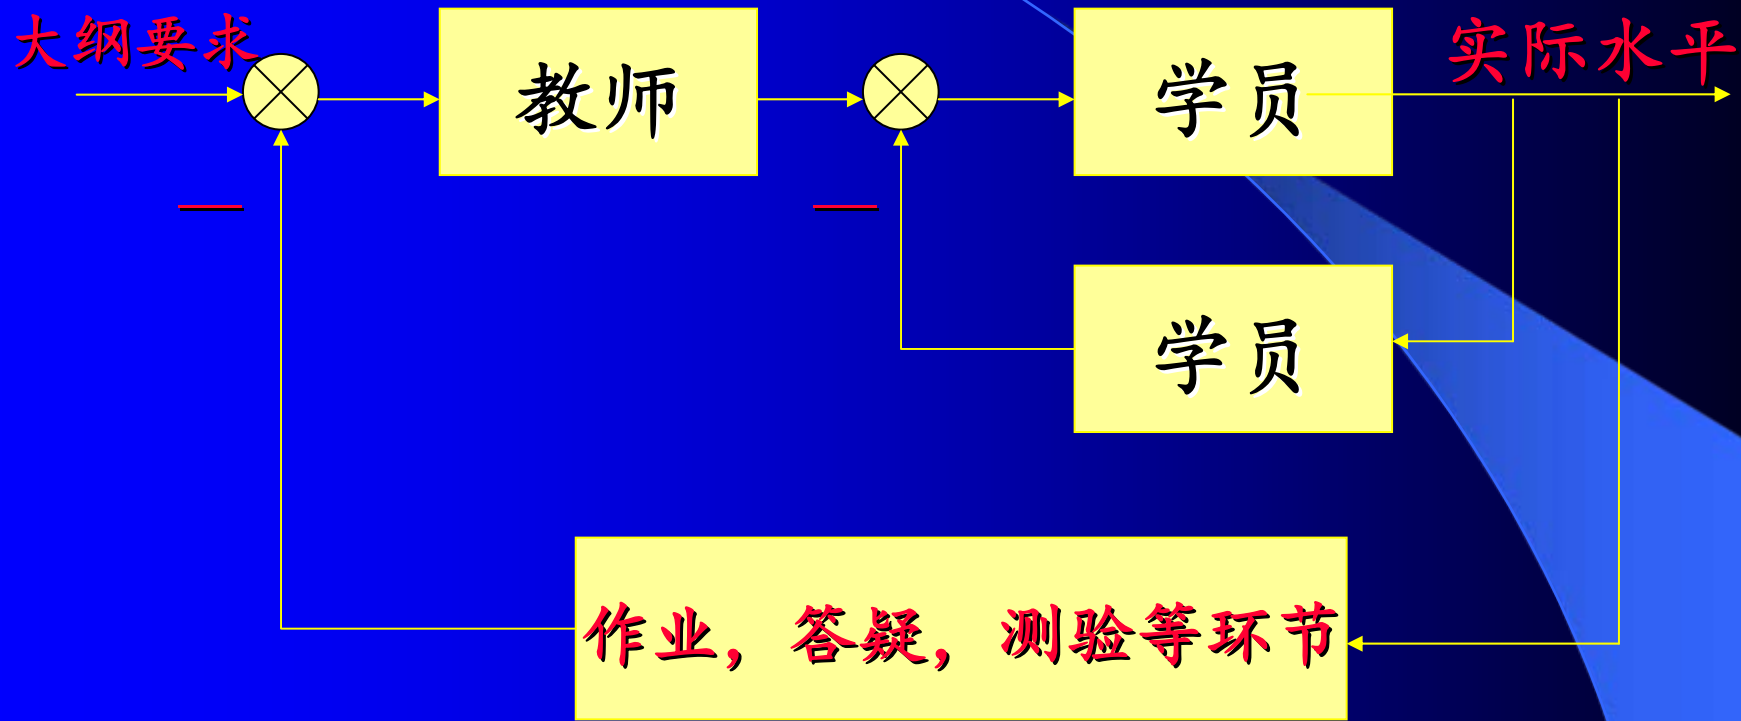 大纲要求
实际水平
教师
学员
学员
作业，答疑，测验等环节